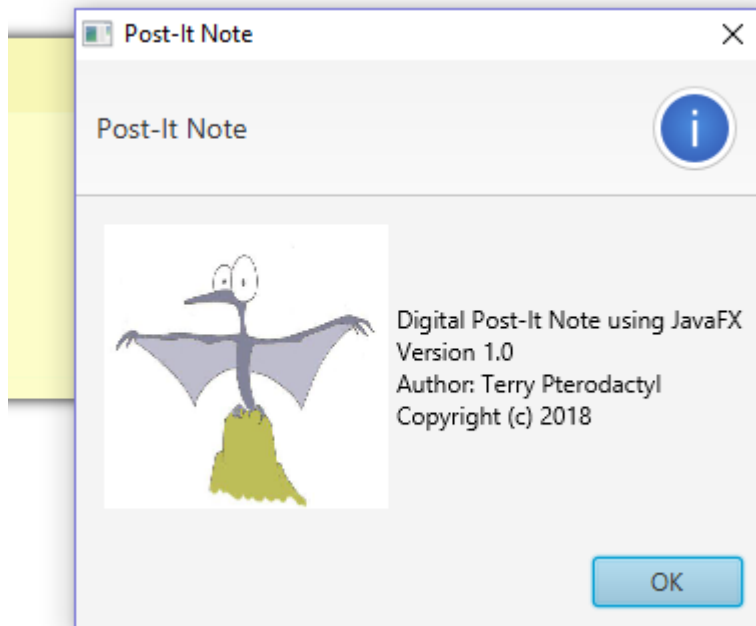 Post-It Note
Post-It Note
i
Digital Post-It Note using JavaFX
Version 1.0
Author: Terry Pterodactyl
Copyright (c) 2018
OK